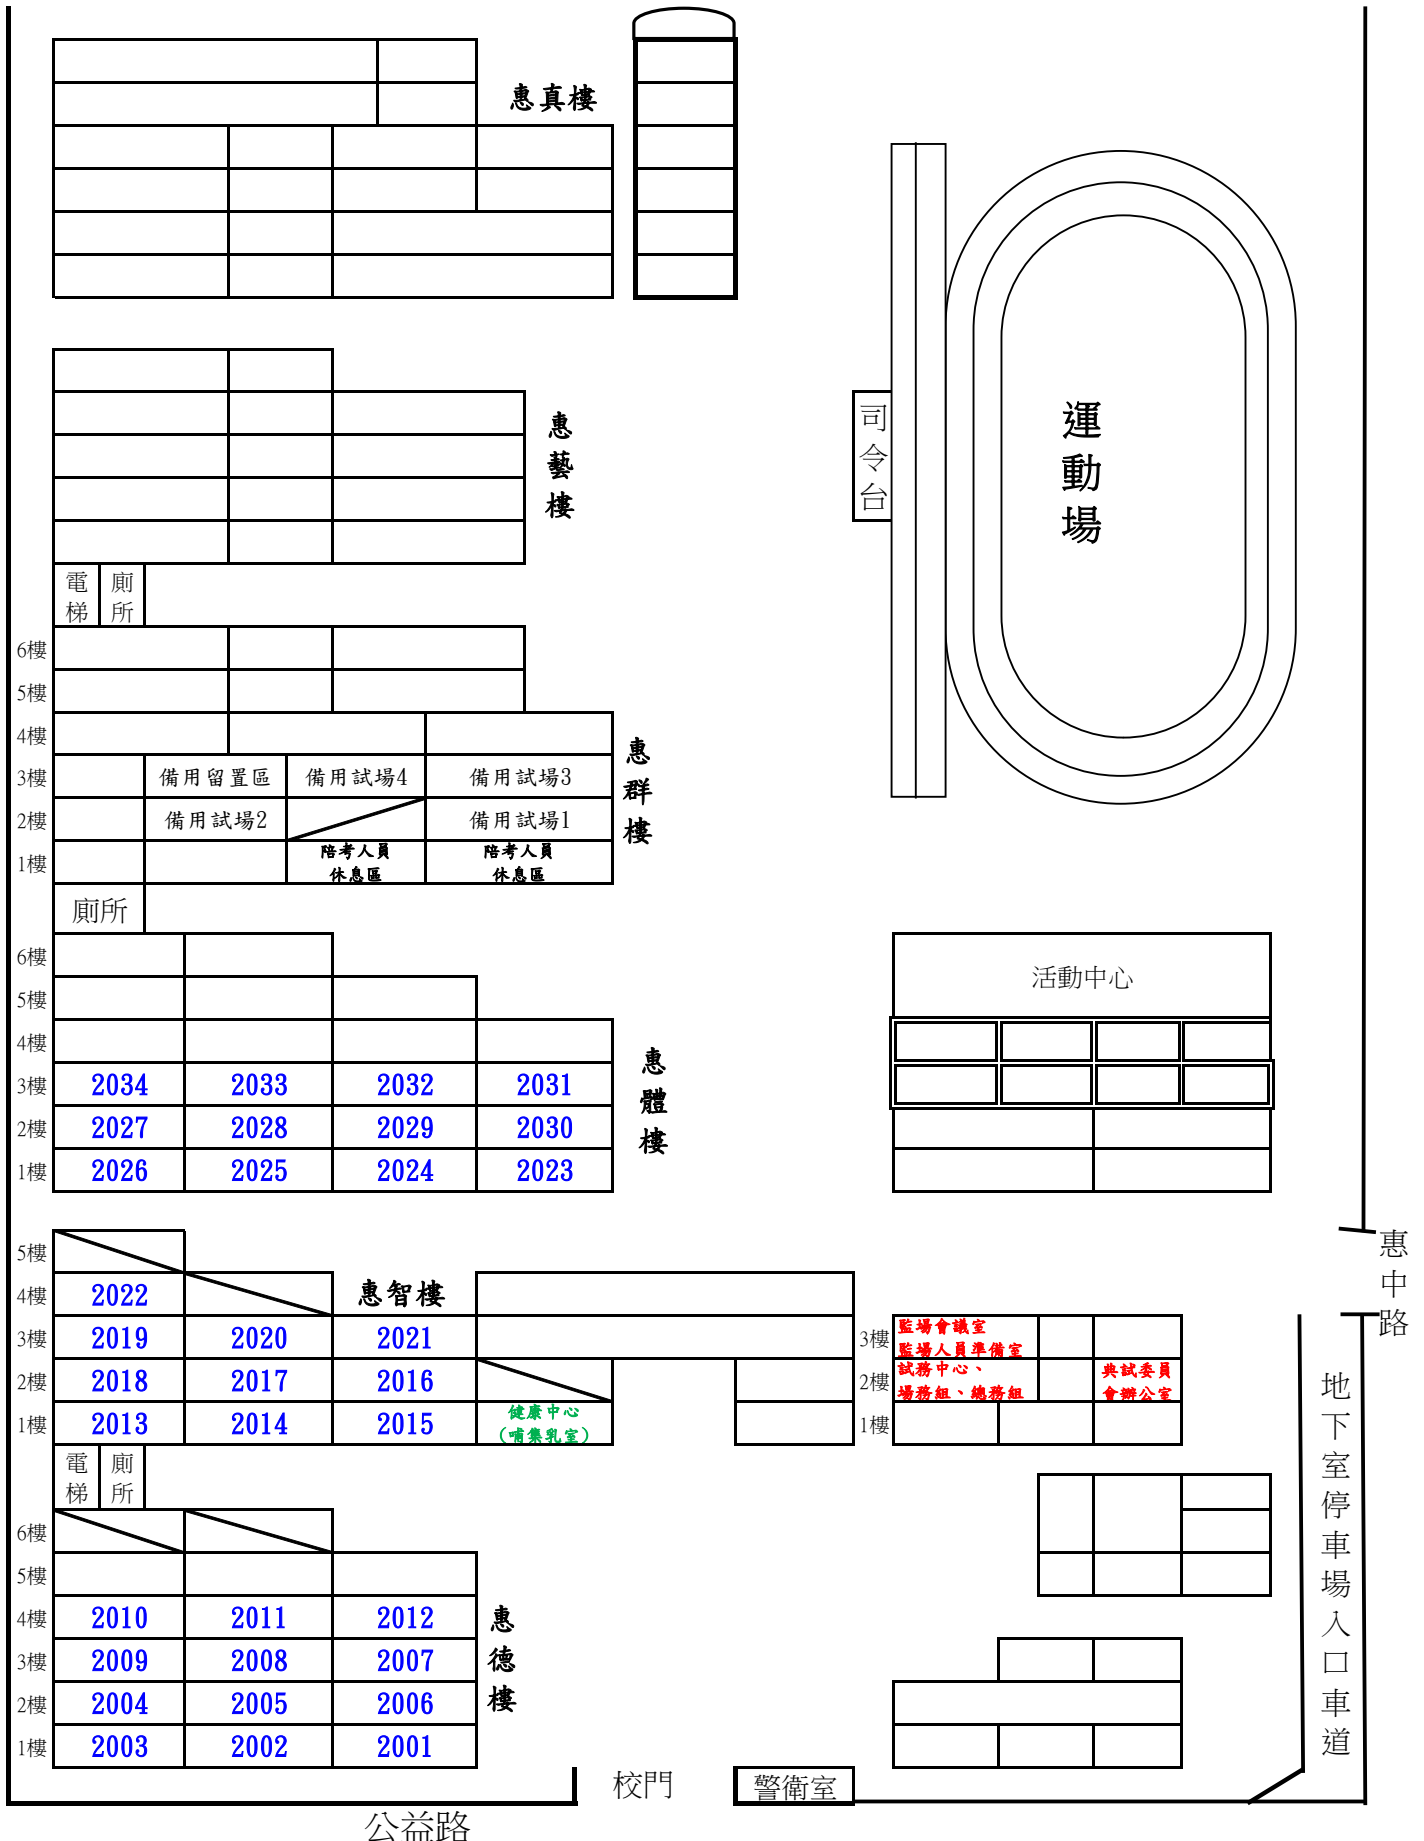 惠真樓
惠藝樓
司令台
運動場
電梯 廁所
6樓
5樓
4樓
3樓 備用留置區 備用試場4 備用試場3
2樓 備用試場2 備用試場1
1樓 陪考人員休息區 陪考人員休息區
惠群樓
廁所
活動中心
6樓
5樓
4樓
3樓 2034 2033 2032 2031
2樓 2027 2028 2029 2030
1樓 2026 2025 2024 2023
惠體樓
5樓
4樓 2022 惠智樓
3樓 2019 2020 2021
2樓 2018 2017 2016
1樓 2013 2014 2015
健康中心
(哺集乳室)
3樓 監場會議室
監場人員準備室
2樓 試務中心、
場務組、總務組
典試委員
會辦公室
1樓
惠中路
地下室停車場入口車道
電梯 廁所
6樓
5樓
4樓 2010 2011 2012
3樓 2009 2008 2007
2樓 2004 2005 2006
1樓 2003 2002 2001
惠德樓
校門
警衛室
公益路